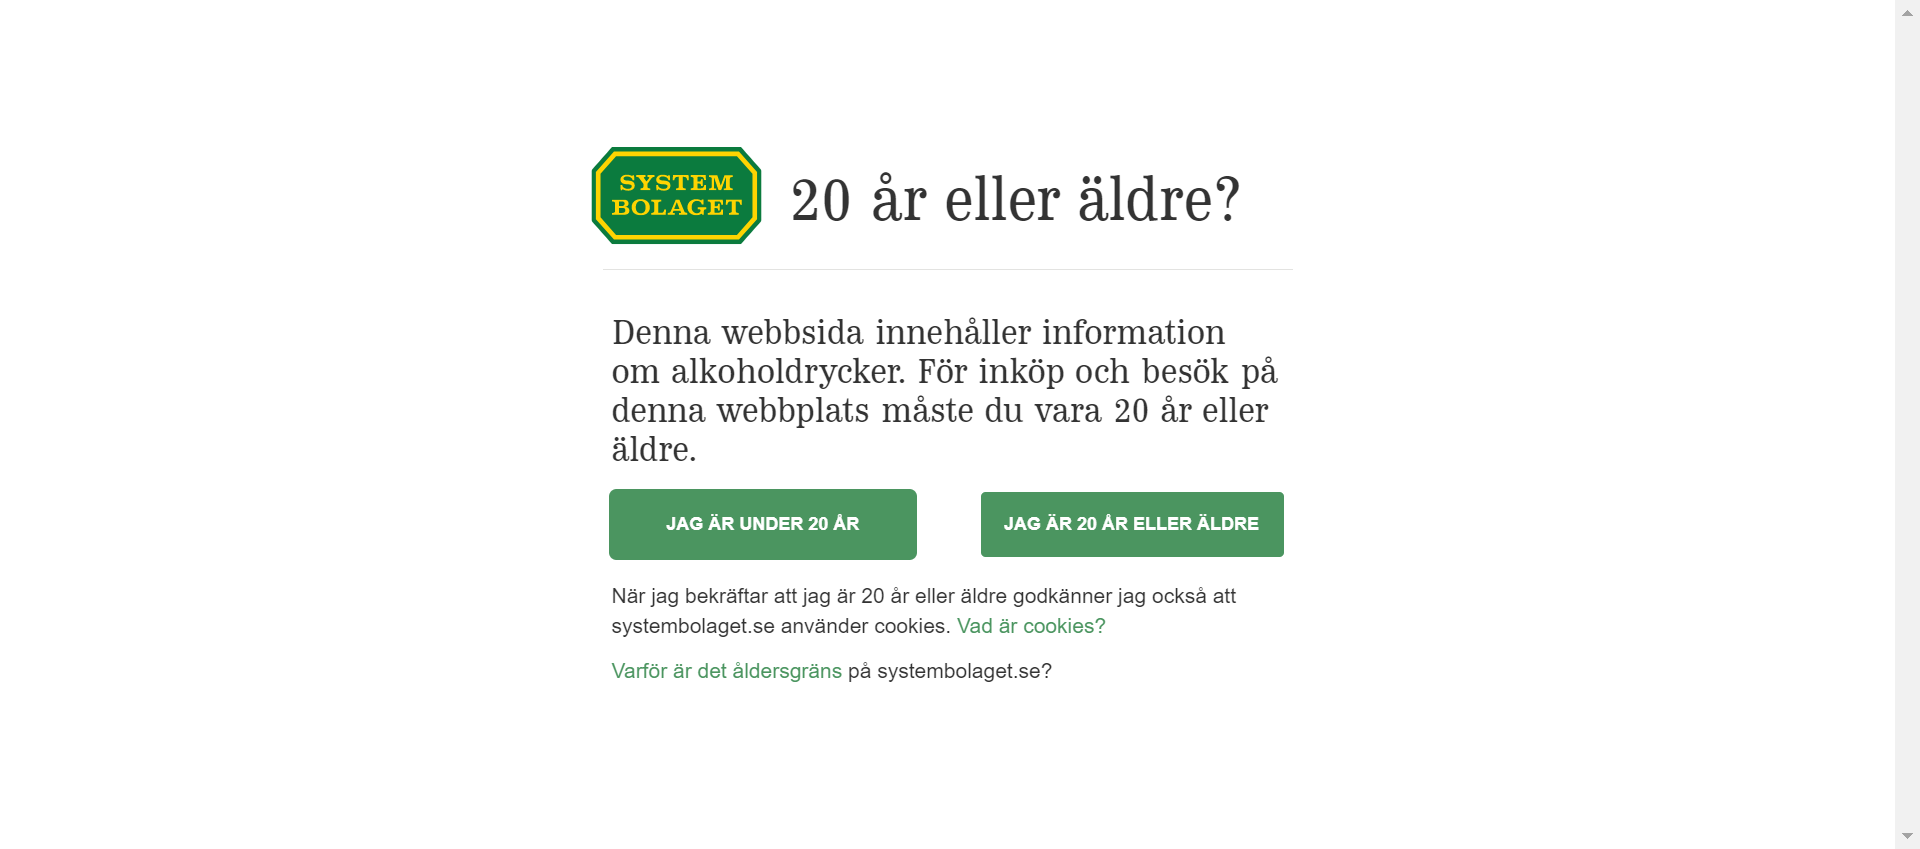 SYSTEM
BOLAGET
20 år eller äldre?
Denna webbsida innehåller information
om alkoholdrycker. För inköp och besök på
denna webbplats måste du vara 20 år eller
äldre.
JAG ÄR UNDER 20 ÅR
JAG ÄR 20 ÅR ELLER ÄLDRE
När jag bekräftar att jag är 20 år eller äldre godkänner jag också att
systembolaget.se använder cookies. Vad är cookies?
Varför är det åldersgräns på systembolaget.se?